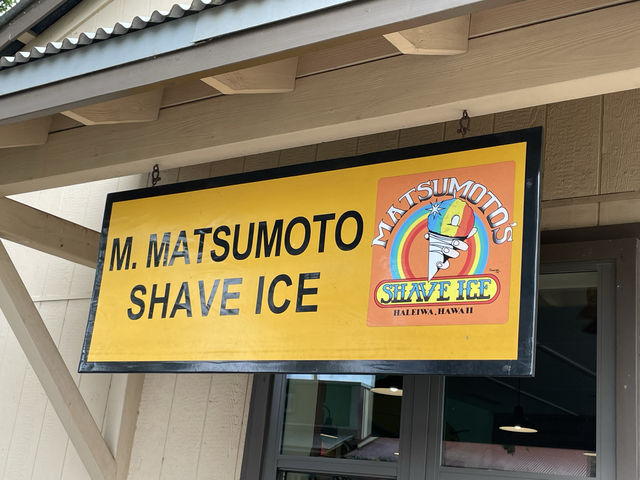 M. MATSUMOTO
SHAVE ICE
MATSUMOTO'S
SHAVE ICE
HALEIWA, HAWAII